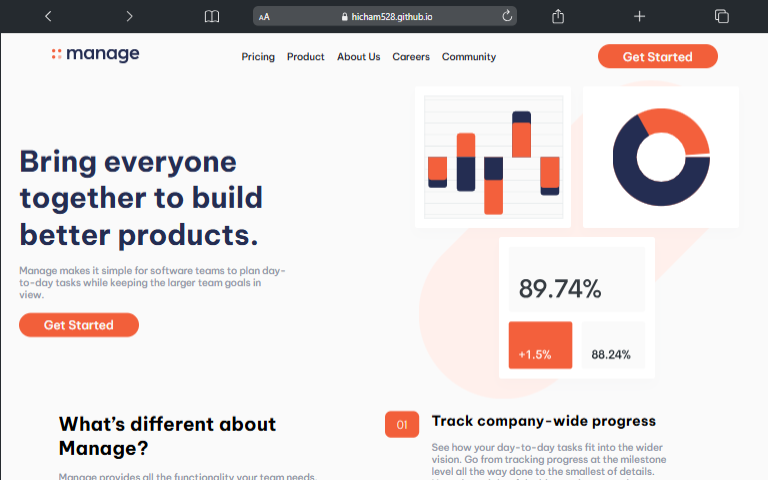 AA hicham528.github.io
manage
Pricing Product About Us Careers Community
Get Started
Bring everyone
together to build
better products.
Manage makes it simple for software teams to plan day-
to-day tasks while keeping the larger team goals in
view.
Get Started
89.74%
+1.5%
88.24%
What's different about
Manage?
Manage provides all the functionality your team needs,
01
Track company-wide progress
See how your day-to-day tasks fit into the wider
vision. Go from tracking progress at the milestone
level all the way done to the smallest of details.